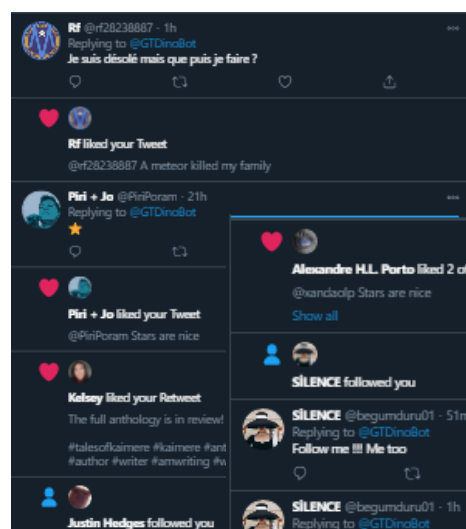 Rf @rf28238887 · 1h
Replying to @GTDinoBot
Je suis désolé mais que puis je faire ?
Rf liked your Tweet
@rf28238887 A meteor killed my family
Piri + Jo @PiriPoram · 21h
Replying to @GTDinoBot
Piri + Jo liked your Tweet
@PiriPoram Stars are nice
Kelsey liked your Retweet
The full anthology is in review!
#talesofkaimere #kaimere #ant
#author #writer #amwriting #w
Justin Hedges followed you
Alexandre H.L. Porto liked 2 of
@xandaolp Stars are nice
Show all
SİLENCE followed you
SİLENCE @begumduru01 · 51m
Replying to @GTDinoBot
Follow me !!! Me too
SİLENCE @begumduru01 · 1h
Replying to @GTDinoBot